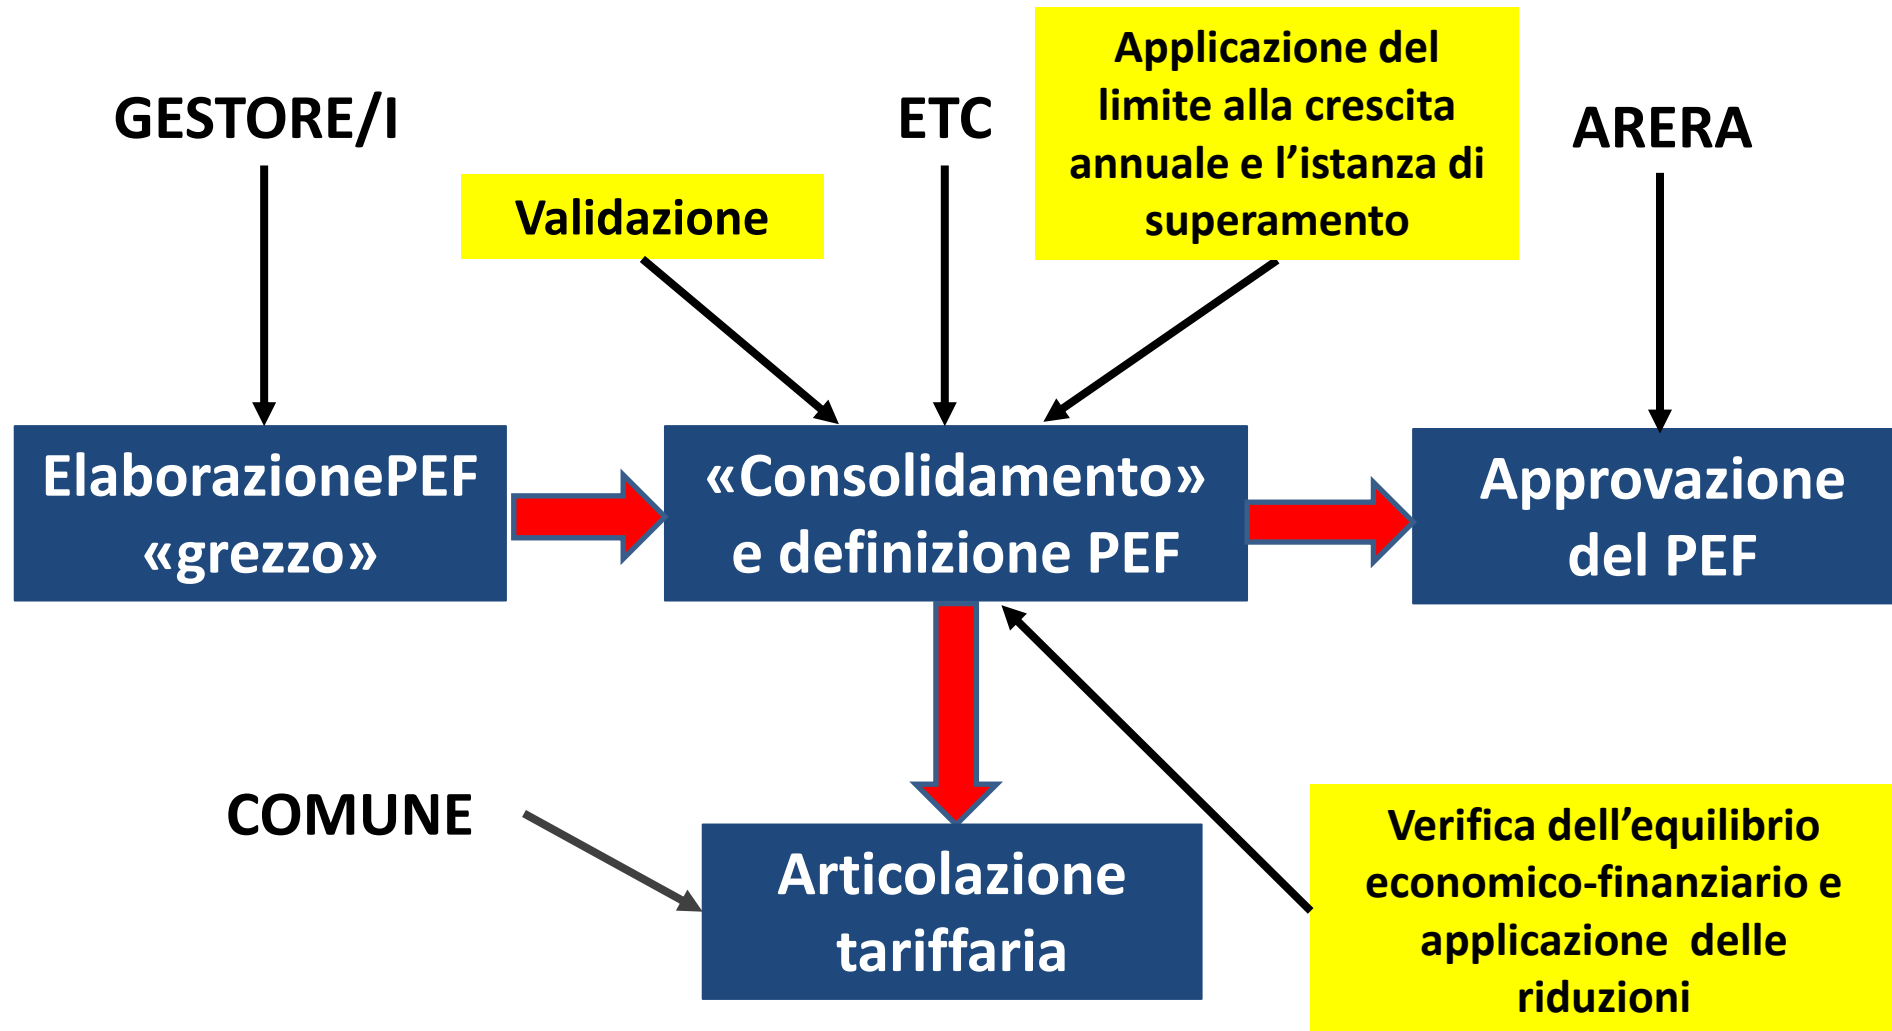 GESTORE/I
ETC
Applicazione del
limite alla crescita
annuale e l’istanza di
superamento
ARERA
Validazione
ElaborazionePEF
«grezzo»
«Consolidamento»
e definizione PEF
Approvazione
del PEF
COMUNE
Articolazione
tariffaria
Verifica dell’equilibrio
economico-finanziario e
applicazione  delle
riduzioni